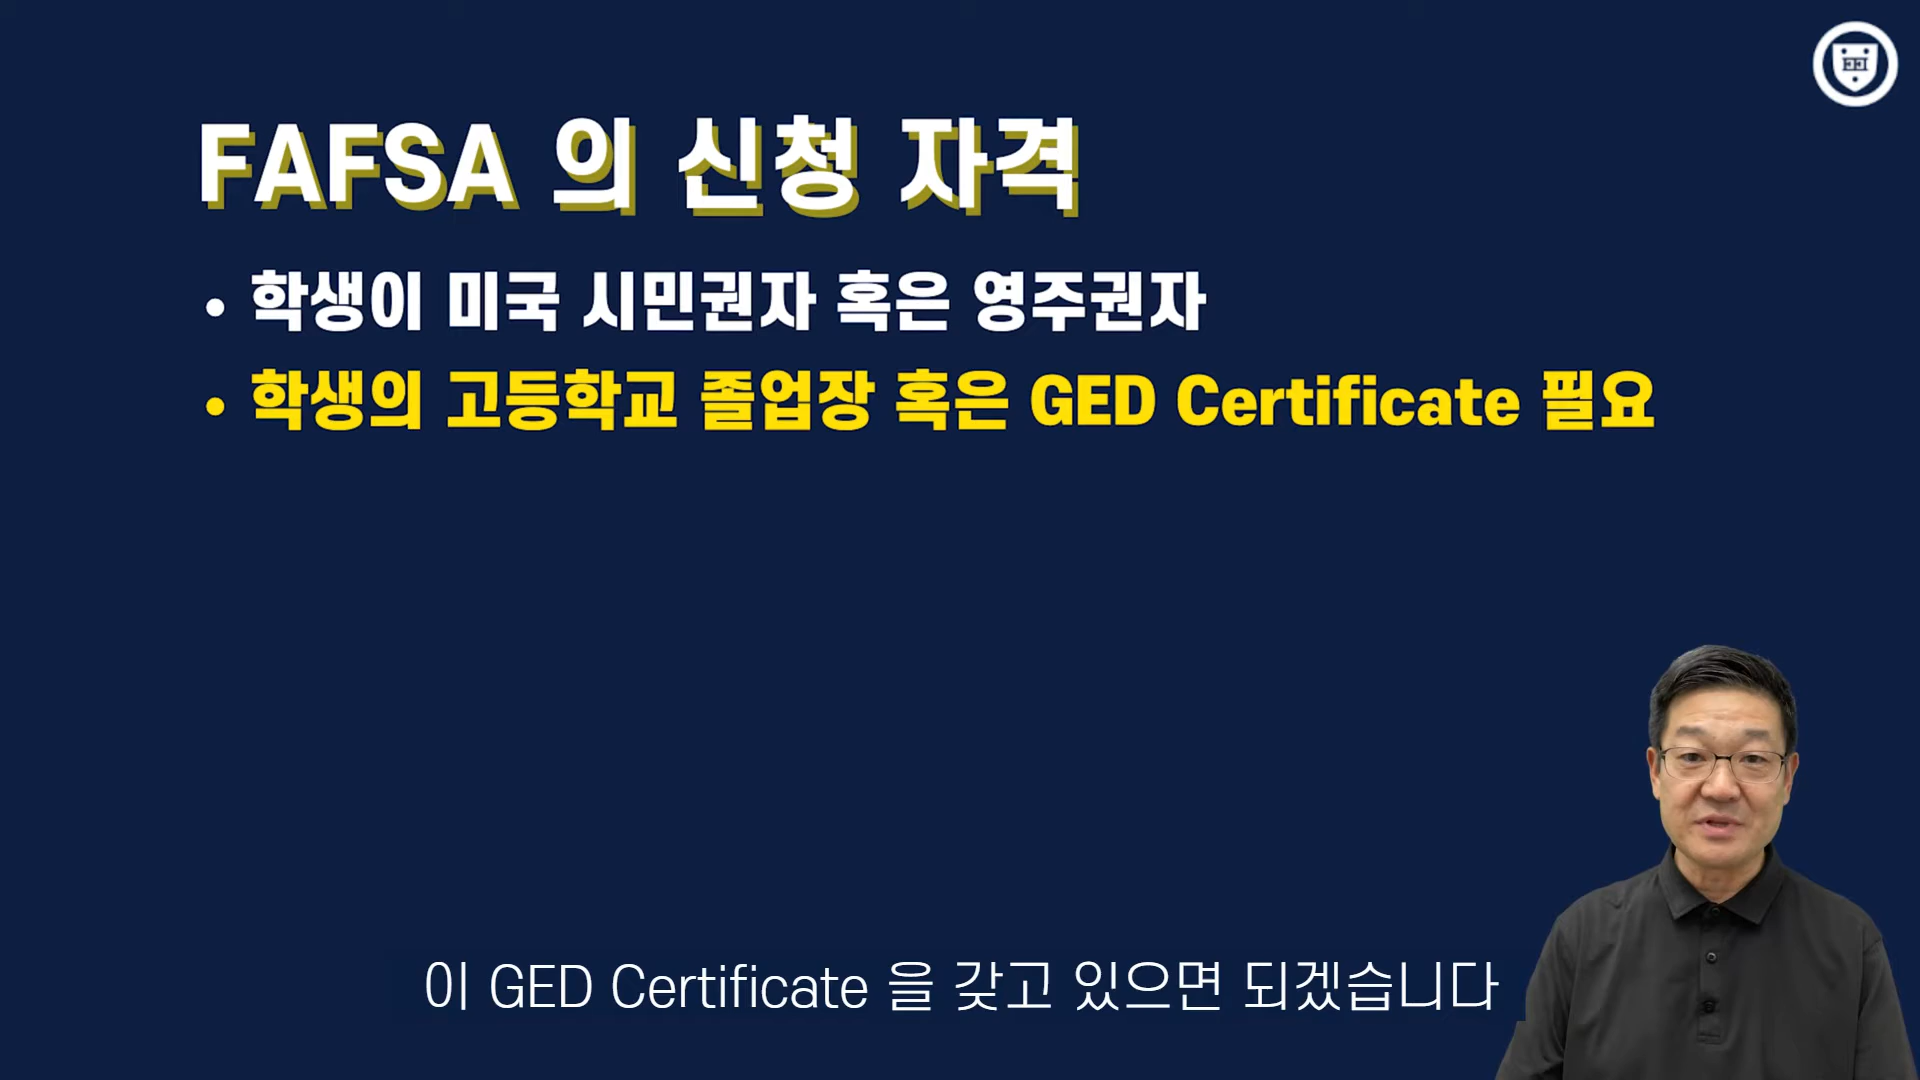 EEI
FAFSA 의 신청 자격
• 학생이 미국 시민권자 혹은 영주권자
• 학생의 고등학교 졸업장 혹은 GED Certificate 필요
이 GED Certificate 을 갖고 있으면 되겠습니다